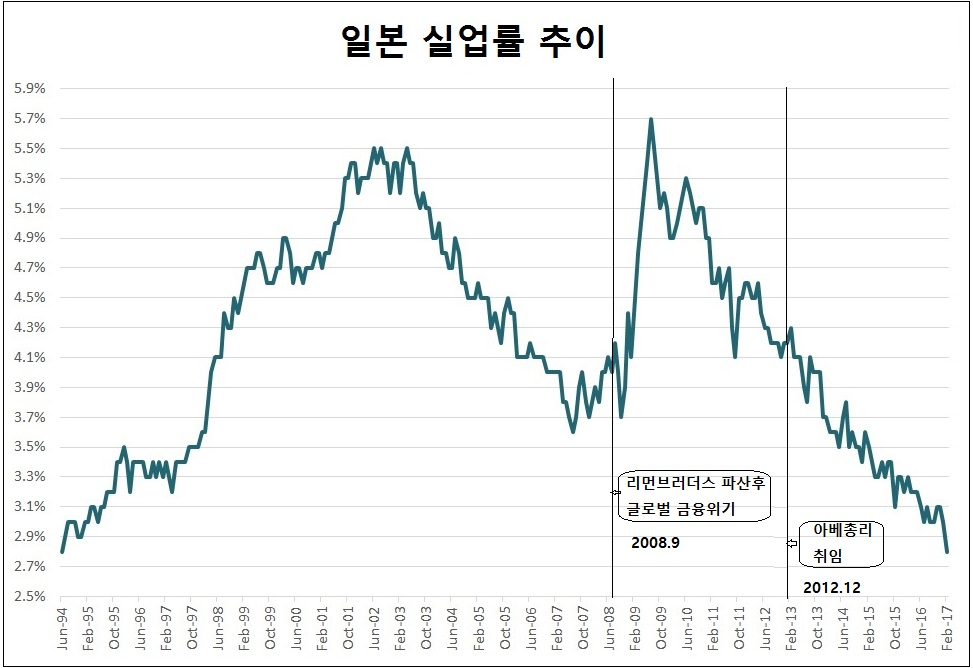 일본 실업률 추이
5.9%
5.7%
5.5%
5.3%
5.1%
4.9%
4.7%
4.5%
4.3%
4.1%
3.9%
3.7%
3.5%
3.3%
3.1%
2.9%
2.7%
2.5%
리먼브러더스 파산후
글로벌 금융위기
2008.9
아베총리
취임
2012.12
Jun-94
Feb-95
Oct-95
Jun-96
Feb-97
Oct-97
Jun-98
Feb-99
Oct-99
Jun-00
Feb-01
Oct-01
Jun-02
Feb-03
Oct-03
Jun-04
Feb-05
Oct-05
Jun-06
Feb-07
Oct-07
Jun-08
Feb-09
Oct-09
Jun-10
Feb-11
Oct-11
Jun-12
Feb-13
Oct-13
Jun-14
Feb-15
Oct-15
Jun-16
Feb-17